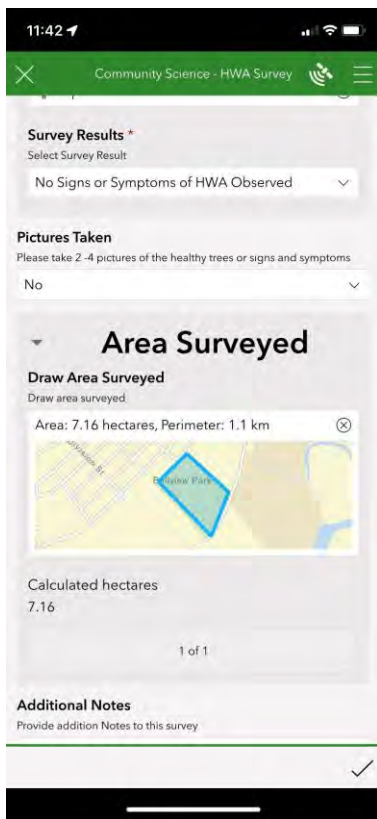 11:42
Community Science - HWA Survey
Survey Results *
Select Survey Result
No Signs or Symptoms of HWA Observed
Pictures Taken
Please take 2 -4 pictures of the healthy trees or signs and symptoms
No
Area Surveyed
Draw Area Surveyed
Draw area surveyed
Area: 7.16 hectares, Perimeter: 1.1 km
Park
Calculated hectares
7.16
1 of 1
Additional Notes
Provide addition Notes to this survey